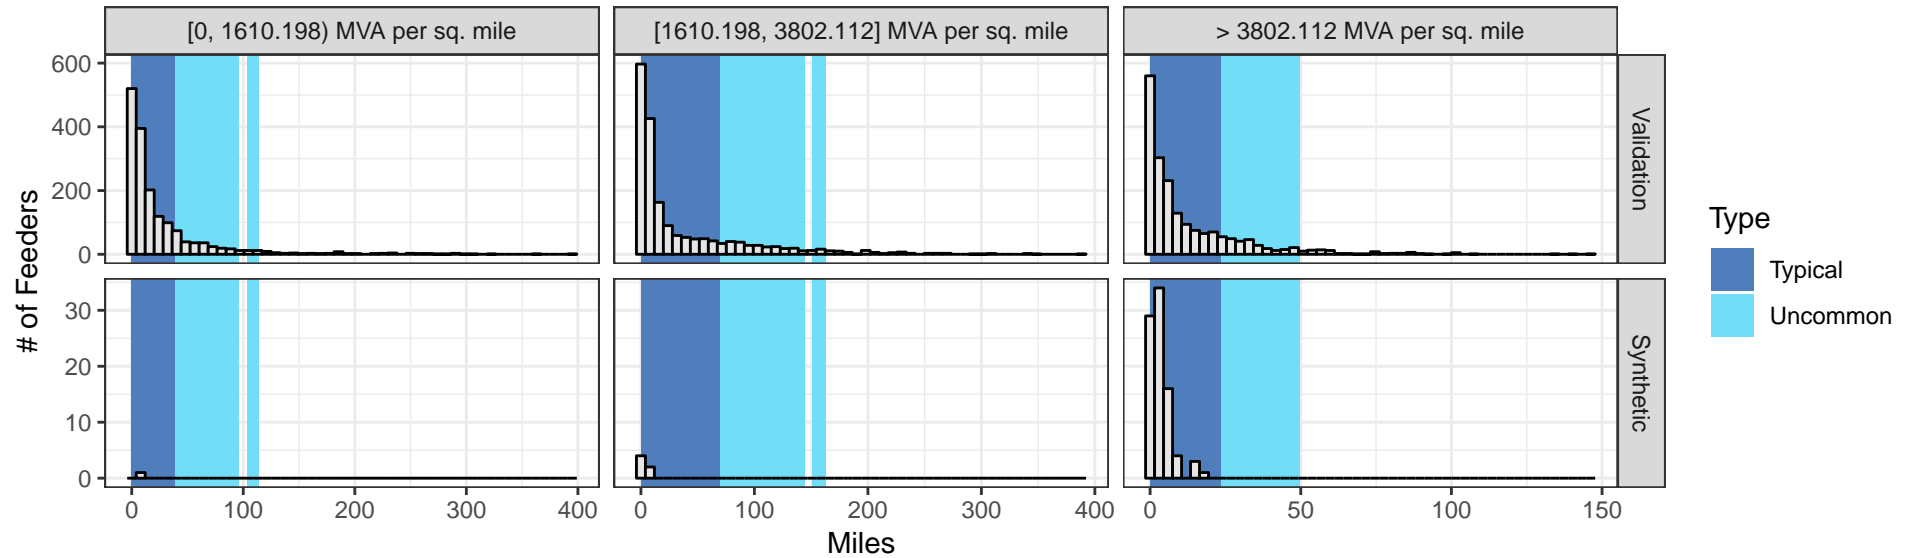 [0, 1610.198) MVA per sq. mile
[1610.198, 3802.112] MVA per sq. mile
> 3802.112 MVA per sq. mile
# of Feeders
600
400
200
0
Validation
30
20
10
0
Synthetic
0 100 200 300 400
0 100 200 300 400
0 50 100 150
Miles
Type
Typical
Uncommon